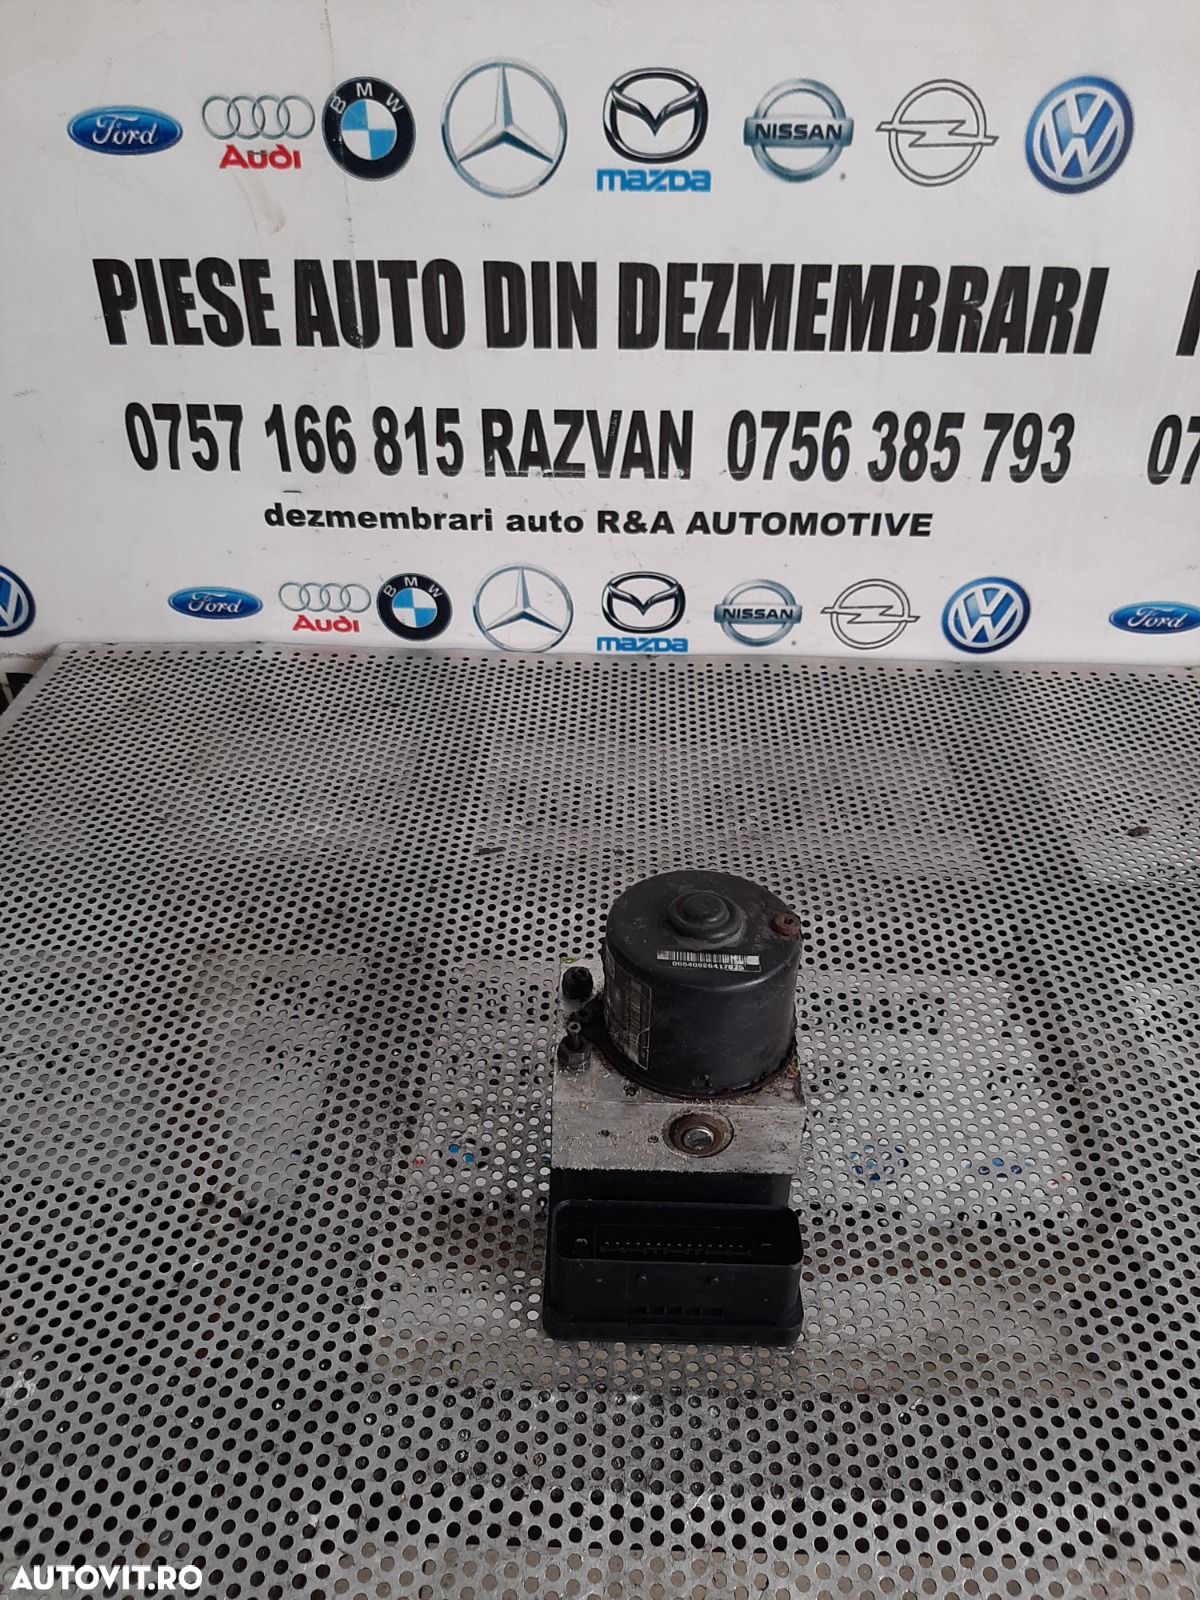 Ford Audi BMW mazda NISSAN
PIESE AUTO DIN DEZMEMBRARI
0757 166 815 RAZVAN 0756 385 793 07
dezmembrari auto R&A AUTOMOTIVE
Ford Audi BMW mazda NISSAN Ford
AUTOVIT.RO